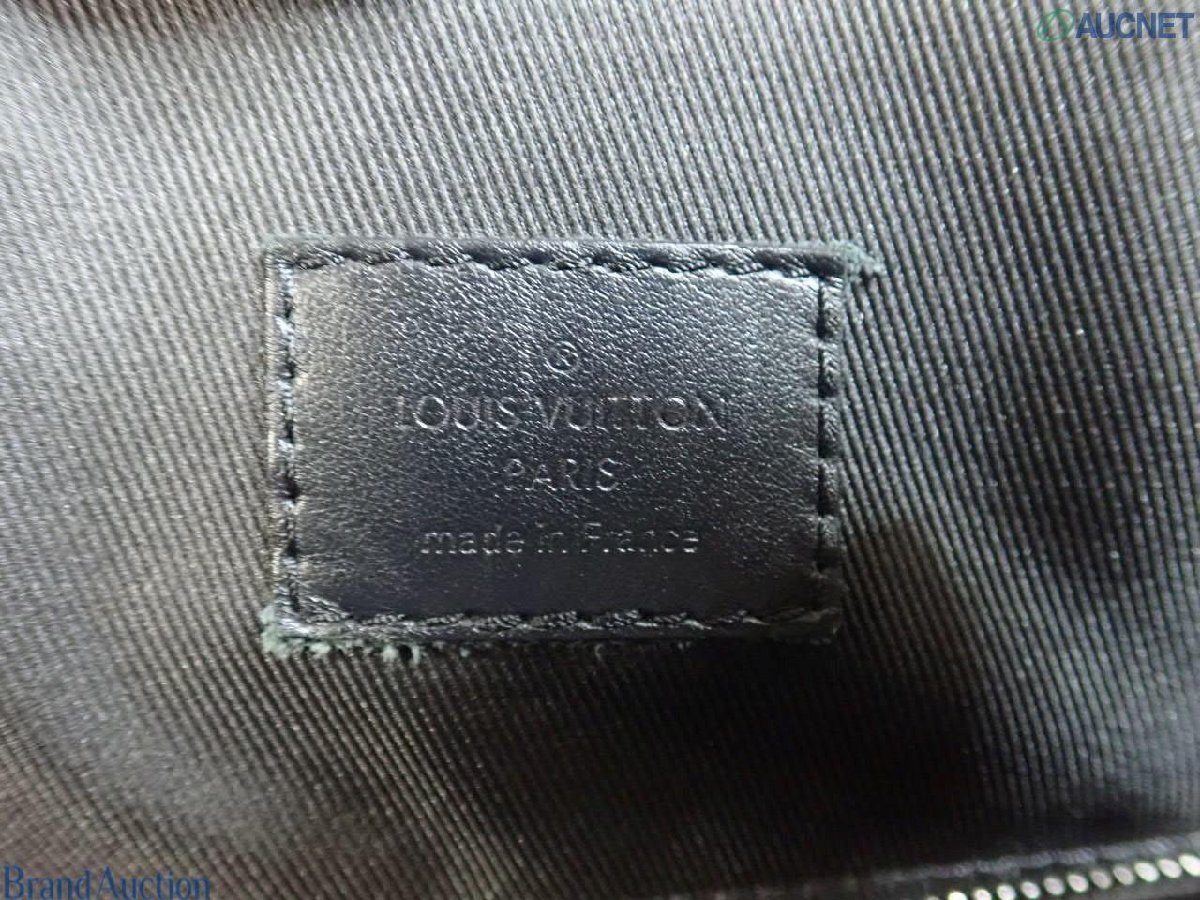 AUCNET
®
LOUIS VUITTON
PARIS
made in France
Brand Auction